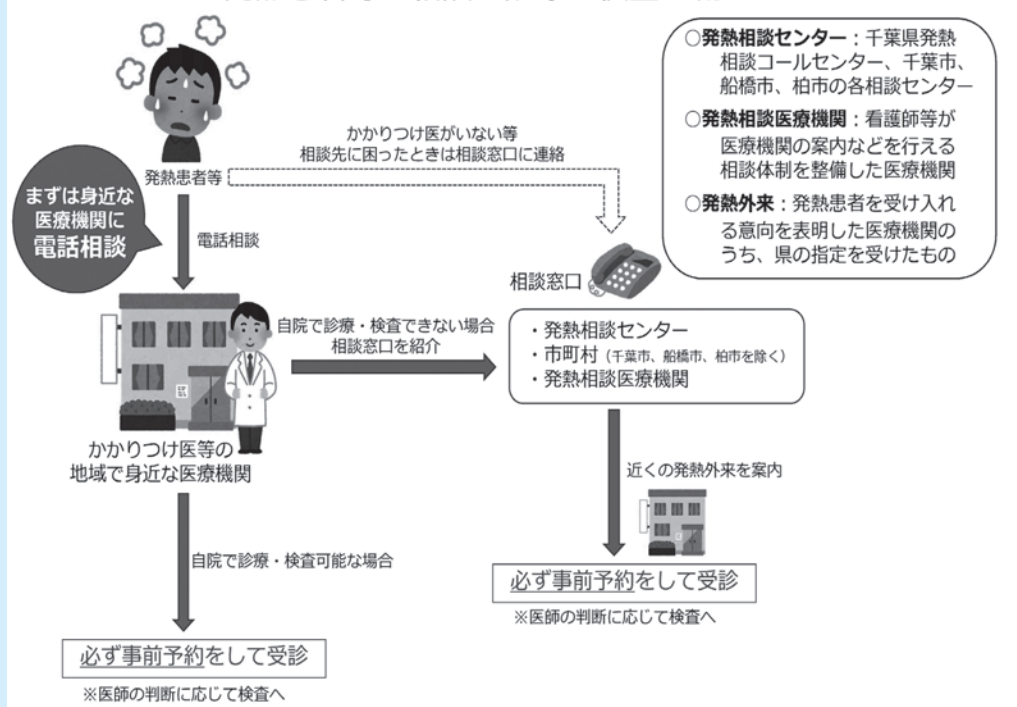 ○発熱相談センター：千葉県発熱
相談コールセンター、千葉市、
船橋市、柏市の各相談センター
○発熱相談医療機関：看護師等が
医療機関の案内などを行える
相談体制を整備した医療機関
○発熱外来：発熱患者を受け入れ
る意向を表明した医療機関の
うち、県の指定を受けたもの
かかりつけ医がいない等
相談先に困ったときは相談窓口に連絡
発熱患者等
まずは身近な
医療機関に
電話相談
電話相談
相談窓口
自院で診療・検査できない場合
相談窓口を紹介
・発熱相談センター
・市町村（千葉市、船橋市、柏市を除く）
・発熱相談医療機関
かかりつけ医等の
地域で身近な医療機関
近くの発熱外来を案内
自院で診療・検査可能な場合
必ず事前予約をして受診
※医師の判断に応じて検査へ
必ず事前予約をして受診
※医師の判断に応じて検査へ